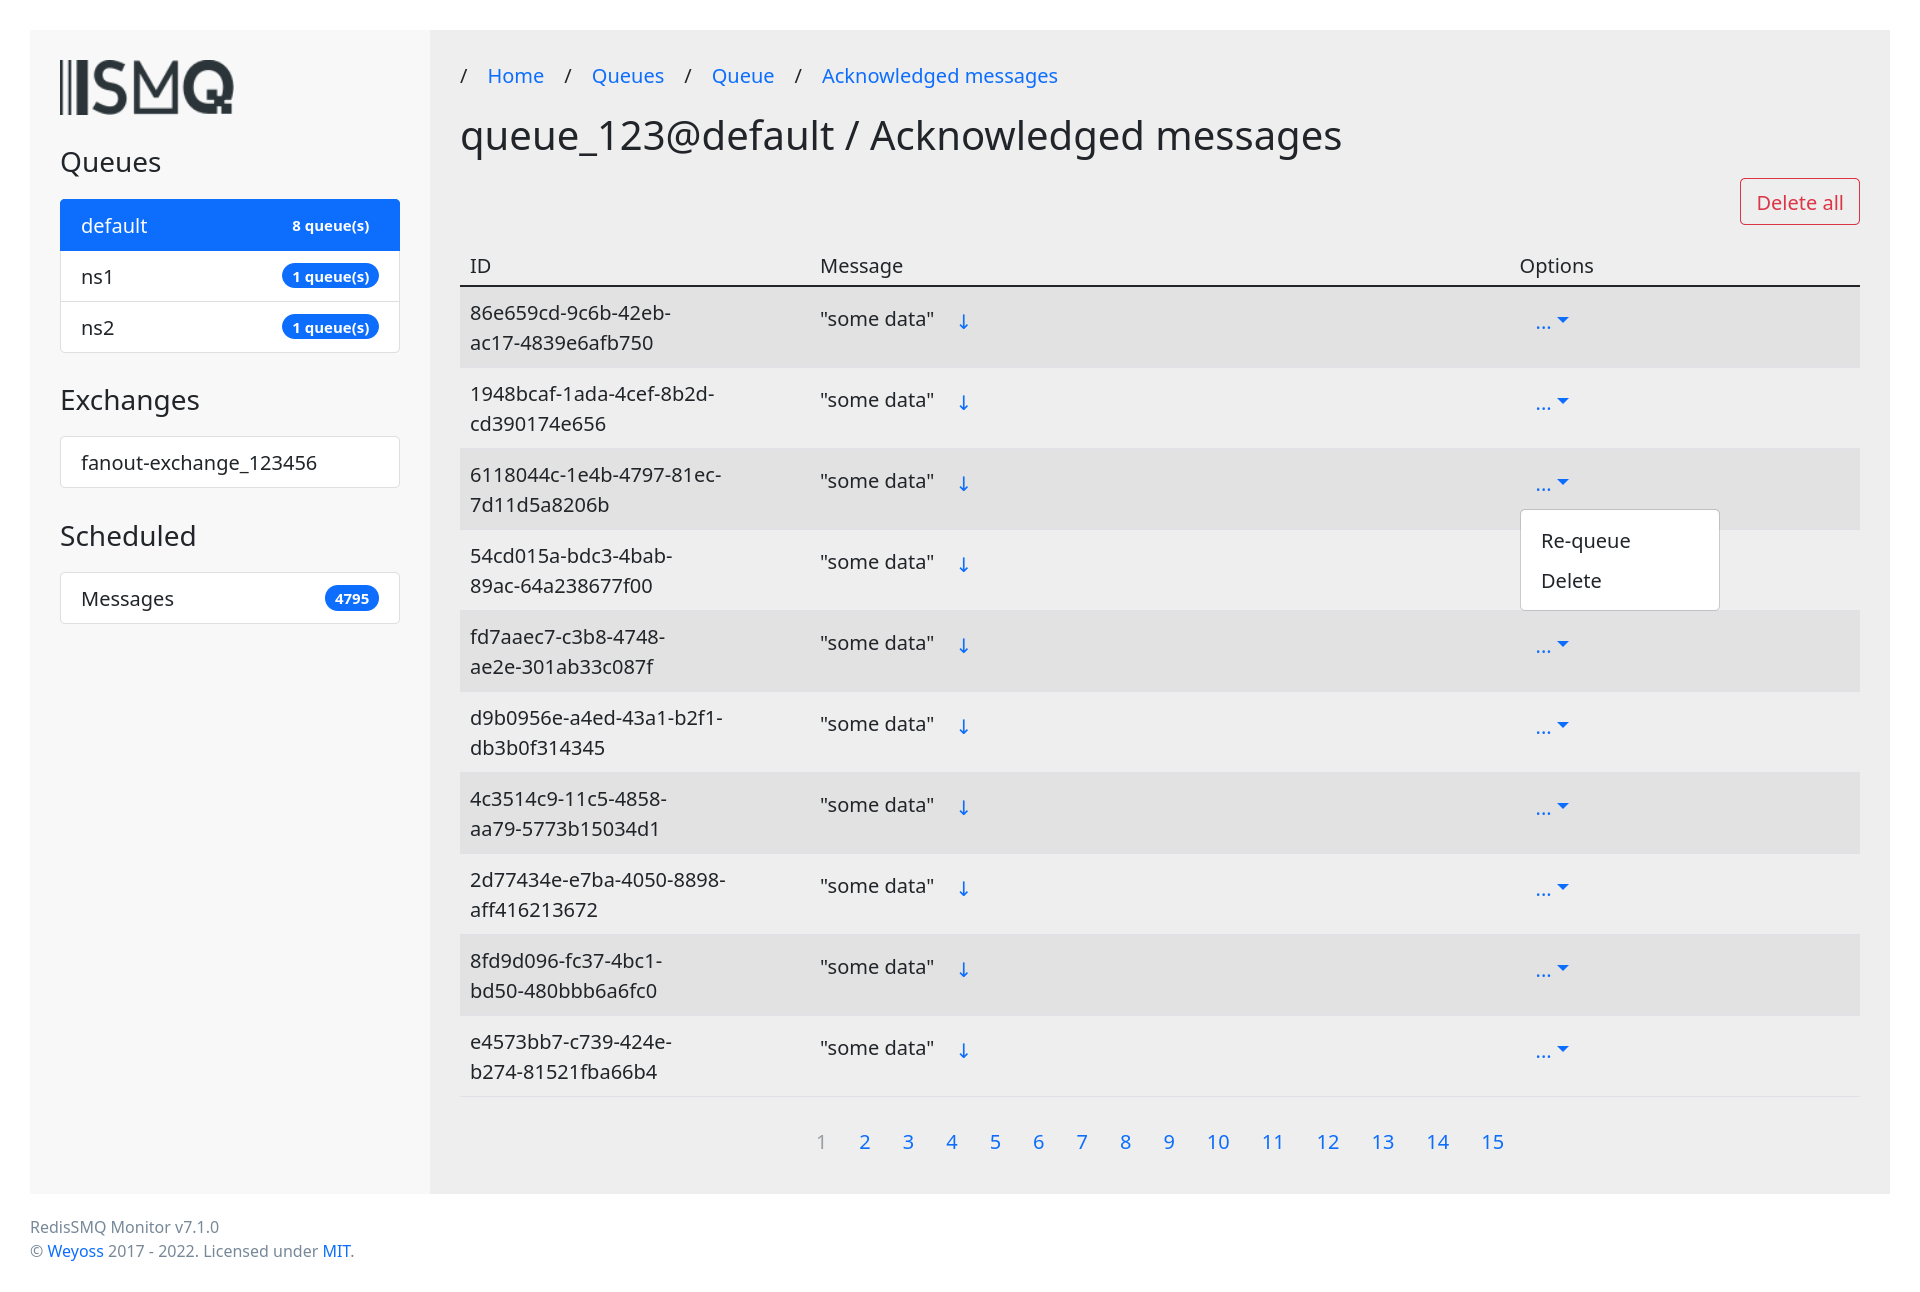 ISMQ
Queues
default 8 queue(s)
ns1 1 queue(s)
ns2 1 queue(s)
Exchanges
fanout-exchange_123456
Scheduled
Messages 4795
/ Home / Queues / Queue / Acknowledged messages
queue_123@default / Acknowledged messages
Delete all
ID Message Options
86e659cd-9c6b-42eb- "some data" ↓ ...
ac17-4839e6afb750
1948bcaf-1ada-4cef-8b2d- "some data" ↓ ...
cd390174e656
6118044c-1e4b-4797-81ec- "some data" ↓ ...
7d11d5a8206b
Re-queue
Delete
54cd015a-bdc3-4bab- "some data" ↓
89ac-64a238677f00
fd7aaec7-c3b8-4748- "some data" ↓ ...
ae2e-301ab33c087f
d9b0956e-a4ed-43a1-b2f1- "some data" ↓ ...
db3b0f314345
4c3514c9-11c5-4858- "some data" ↓ ...
aa79-5773b15034d1
2d77434e-e7ba-4050-8898- "some data" ↓ ...
aff416213672
8fd9d096-fc37-4bc1- "some data" ↓ ...
bd50-480bbb6a6fc0
e4573bb7-c739-424e- "some data" ↓ ...
b274-81521fba66b4
1 2 3 4 5 6 7 8 9 10 11 12 13 14 15
RedisSMQ Monitor v7.1.0
© Weyoss 2017 - 2022. Licensed under MIT.